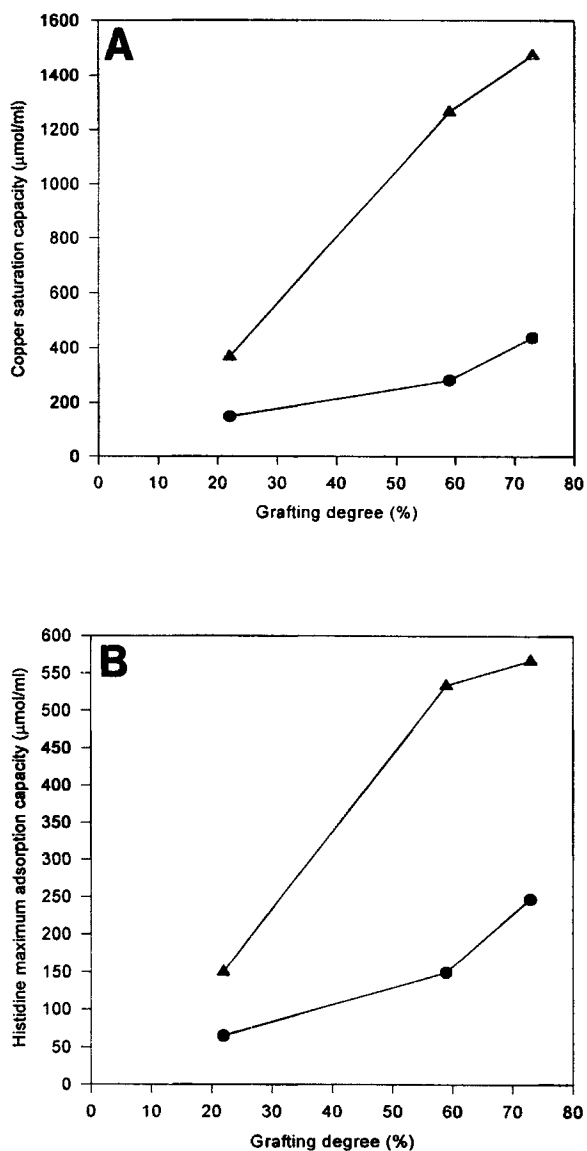 A
1600
1400
1200
1000
800
600
400
200
0
Copper saturation capacity (μmol/ml)
0 10 20 30 40 50 60 70 80
Grafting degree (%)
B
600
550
500
450
400
350
300
250
200
150
100
50
0
Histidine maximum adsorption capacity (μmol/ml)
0 10 20 30 40 50 60 70 80
Grafting degree (%)